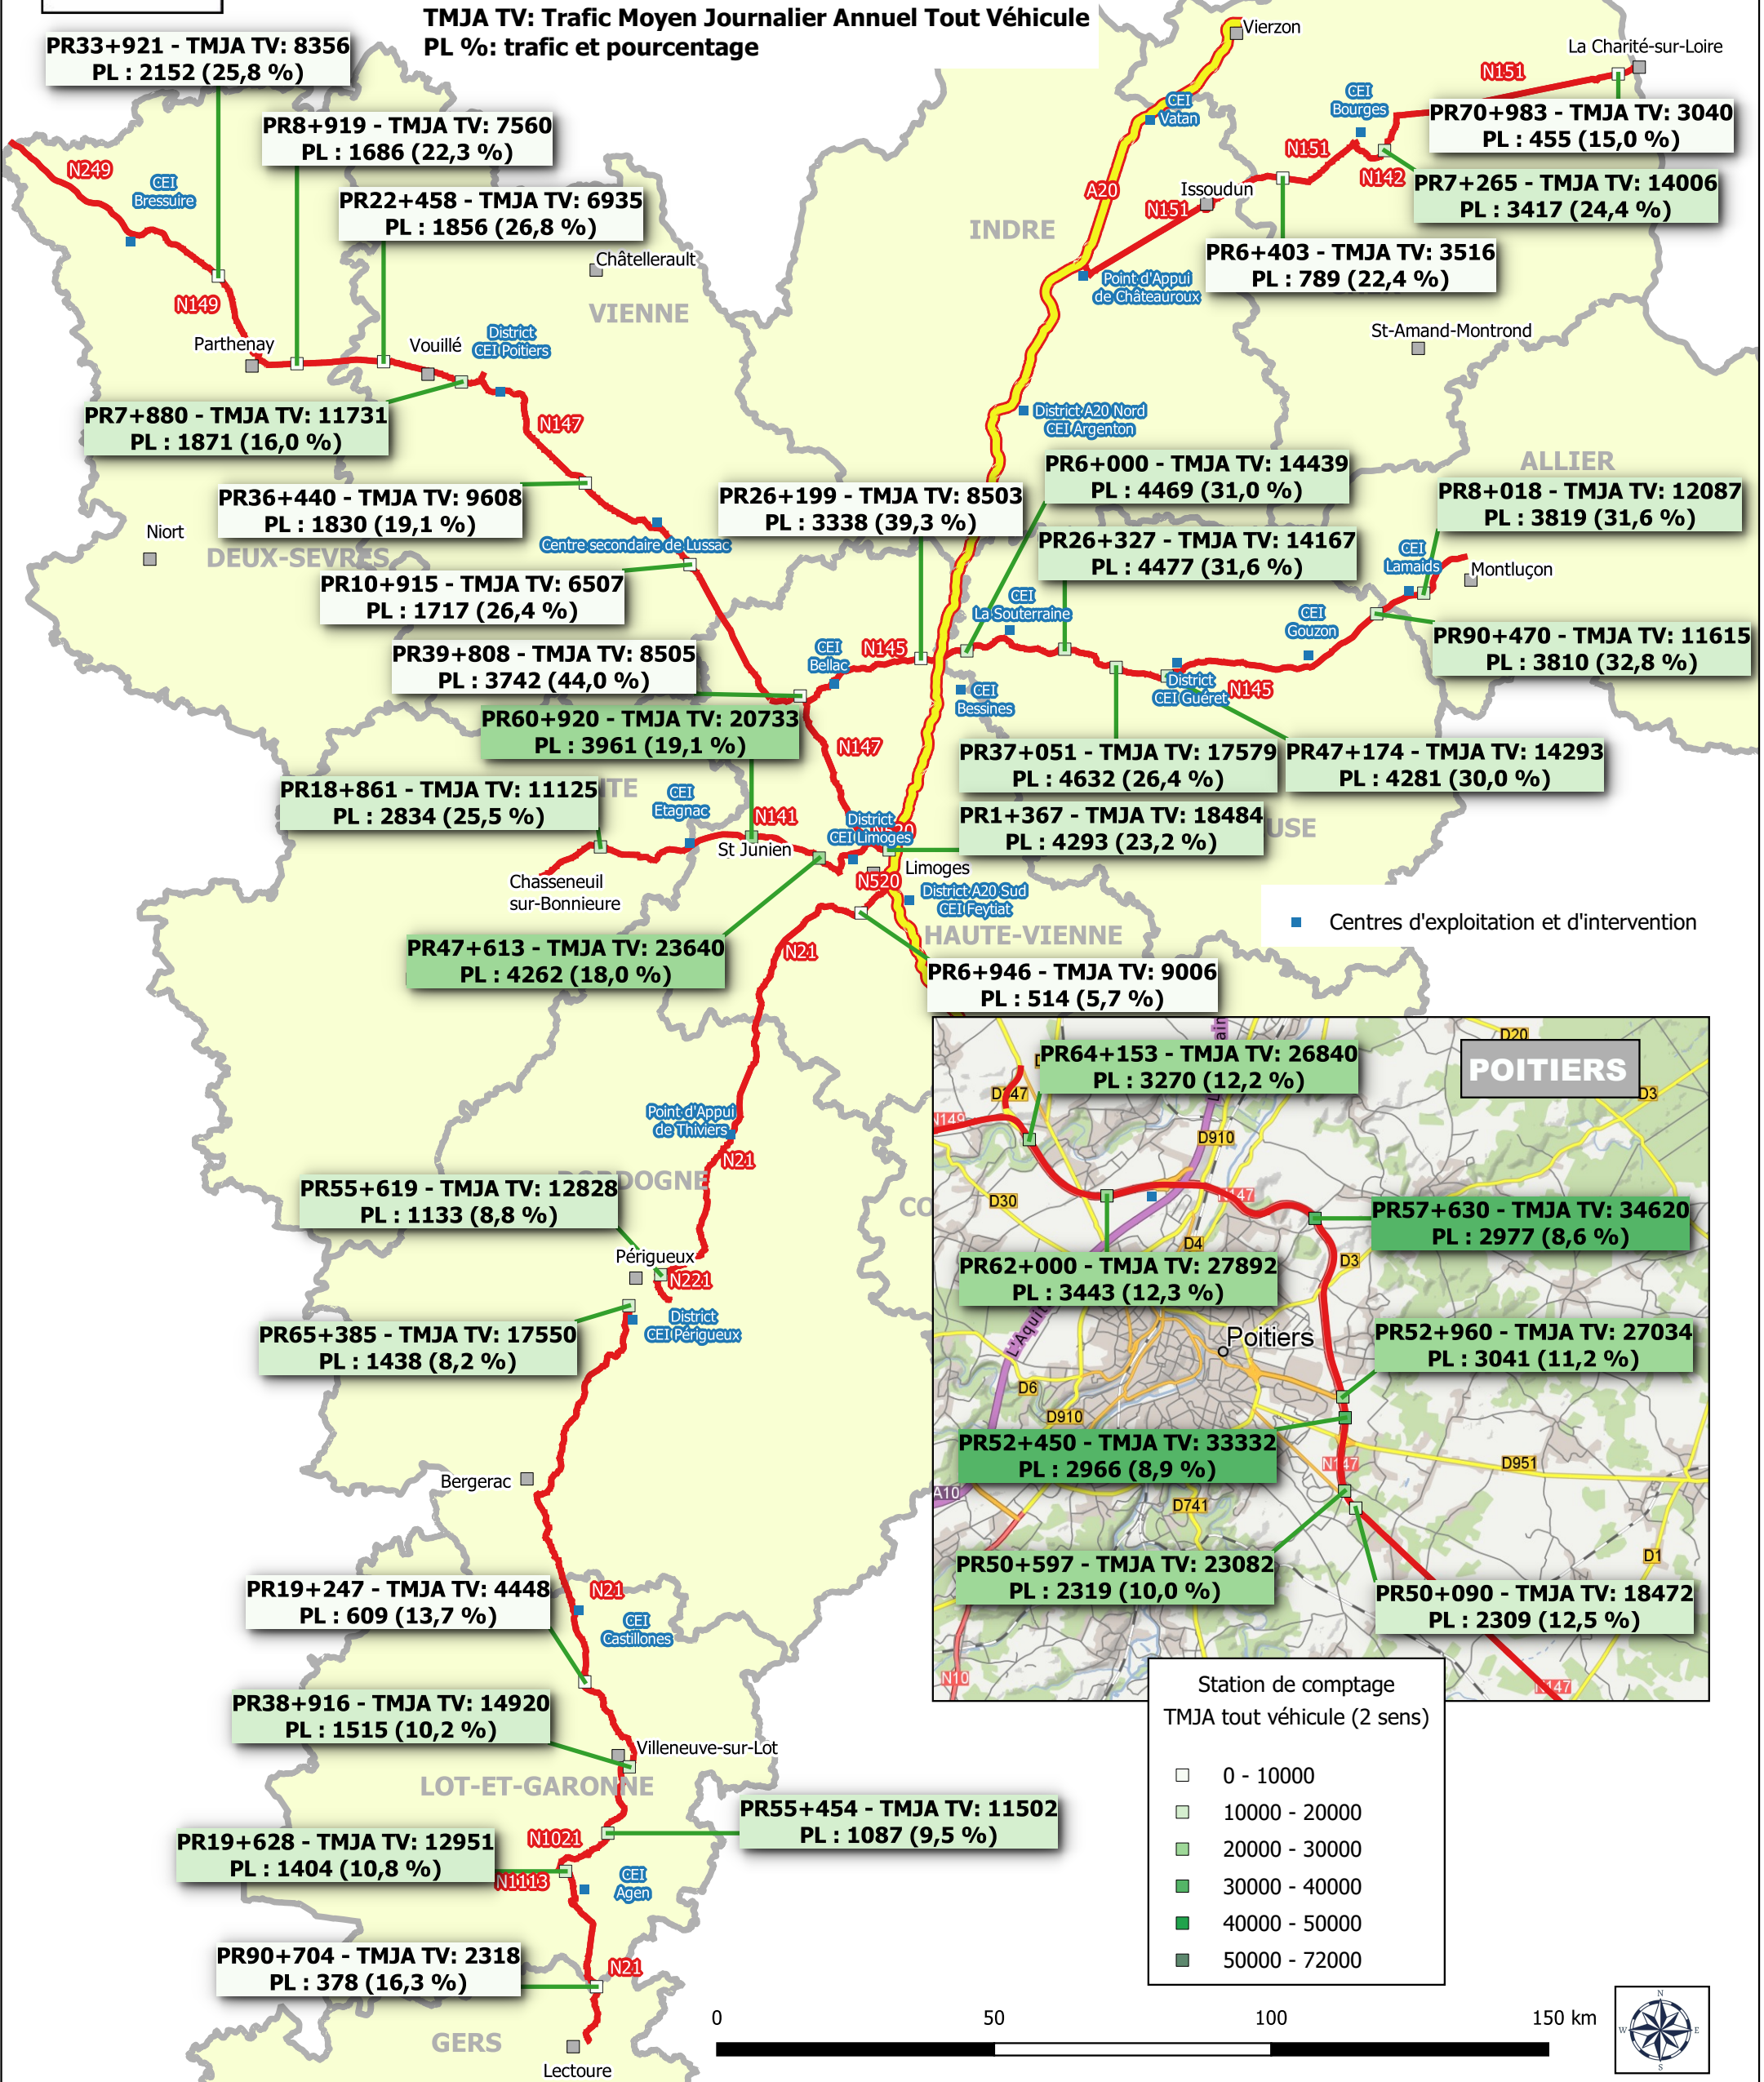 TMJA TV: Trafic Moyen Journalier Annuel Tout Véhicule
PL %: trafic et pourcentage
PR33+921 - TMJA TV: 8356
PL : 2152 (25,8 %)
PR8+919 - TMJA TV: 7560
PL : 1686 (22,3 %)
PR22+458 - TMJA TV: 6935
PL : 1856 (26,8 %)
Vierzon
La Charité-sur-Loire
N151
CEI
Bourges
CEI
Vatan
PR70+983 - TMJA TV: 3040
PL : 455 (15,0 %)
N151
N142
PR7+265 - TMJA TV: 14006
PL : 3417 (24,4 %)
N249
CEI
Bressuire
A20
Issoudun
N151
INDRE
PR6+403 - TMJA TV: 3516
PL : 789 (22,4 %)
Châtellerault
Point d'Appui
de Châteauroux
N149
VIENNE
Parthenay
Vouillé
District
CEI Poitiers
St-Amand-Montrond
PR7+880 - TMJA TV: 11731
PL : 1871 (16,0 %)
N147
District A20 Nord
CEI Argenton
ALLIER
PR6+000 - TMJA TV: 14439
PL : 4469 (31,0 %)
PR36+440 - TMJA TV: 9608
PL : 1830 (19,1 %)
PR26+199 - TMJA TV: 8503
PL : 3338 (39,3 %)
PR8+018 - TMJA TV: 12087
PL : 3819 (31,6 %)
Niort
DEUX-SEVRES
Centre secondaire de Lussac
PR26+327 - TMJA TV: 14167
PL : 4477 (31,6 %)
CEI
Lamaids
Montluçon
PR10+915 - TMJA TV: 6507
PL : 1717 (26,4 %)
CEI
La Souterraine
CEI
Gouzon
PR90+470 - TMJA TV: 11615
PL : 3810 (32,8 %)
PR39+808 - TMJA TV: 8505
PL : 3742 (44,0 %)
CEI
Bellac
N145
CEI
Bessines
District
CEI Guéret
N145
PR60+920 - TMJA TV: 20733
PL : 3961 (19,1 %)
N147
PR37+051 - TMJA TV: 17579
PL : 4632 (26,4 %)
PR47+174 - TMJA TV: 14293
PL : 4281 (30,0 %)
PR18+861 - TMJA TV: 11125
PL : 2834 (25,5 %)
NTE
CEI
Etagnac
N141
St Junien
District
CEI Limoges
N520
PR1+367 - TMJA TV: 18484
PL : 4293 (23,2 %)
USE
Chasseneuil
sur-Bonnieure
Limoges
N520
District A20 Sud
CEI Feytiat
Centres d'exploitation et d'intervention
HAUTE-VIENNE
PR47+613 - TMJA TV: 23640
PL : 4262 (18,0 %)
N21
PR6+946 - TMJA TV: 9006
PL : 514 (5,7 %)
POITIERS
D20
PR64+153 - TMJA TV: 26840
PL : 3270 (12,2 %)
D347
D3
N149
D910
D30
N147
PR57+630 - TMJA TV: 34620
PL : 2977 (8,6 %)
D4
D3
PR62+000 - TMJA TV: 27892
PL : 3443 (12,3 %)
L'Aquit
Poitiers
PR52+960 - TMJA TV: 27034
PL : 3041 (11,2 %)
D6
D910
PR52+450 - TMJA TV: 33332
PL : 2966 (8,9 %)
N147
D951
A10
D741
PR50+597 - TMJA TV: 23082
PL : 2319 (10,0 %)
D1
PR50+090 - TMJA TV: 18472
PL : 2309 (12,5 %)
N10
N147
Point d'Appui
de Thiviers
N21
DORDOGNE
CO
PR55+619 - TMJA TV: 12828
PL : 1133 (8,8 %)
Périgueux
N221
District
CEI Périgueux
PR65+385 - TMJA TV: 17550
PL : 1438 (8,2 %)
Bergerac
PR19+247 - TMJA TV: 4448
PL : 609 (13,7 %)
N21
CEI
Castillones
PR38+916 - TMJA TV: 14920
PL : 1515 (10,2 %)
Villeneuve-sur-Lot
LOT-ET-GARONNE
PR55+454 - TMJA TV: 11502
PL : 1087 (9,5 %)
PR19+628 - TMJA TV: 12951
PL : 1404 (10,8 %)
N1021
N1113
CEI
Agen
PR90+704 - TMJA TV: 2318
PL : 378 (16,3 %)
N21
GERS
Lectoure
Station de comptage
TMJA tout véhicule (2 sens)
0 - 10000
10000 - 20000
20000 - 30000
30000 - 40000
40000 - 50000
50000 - 72000
0 50 100 150 km
N
W E
S